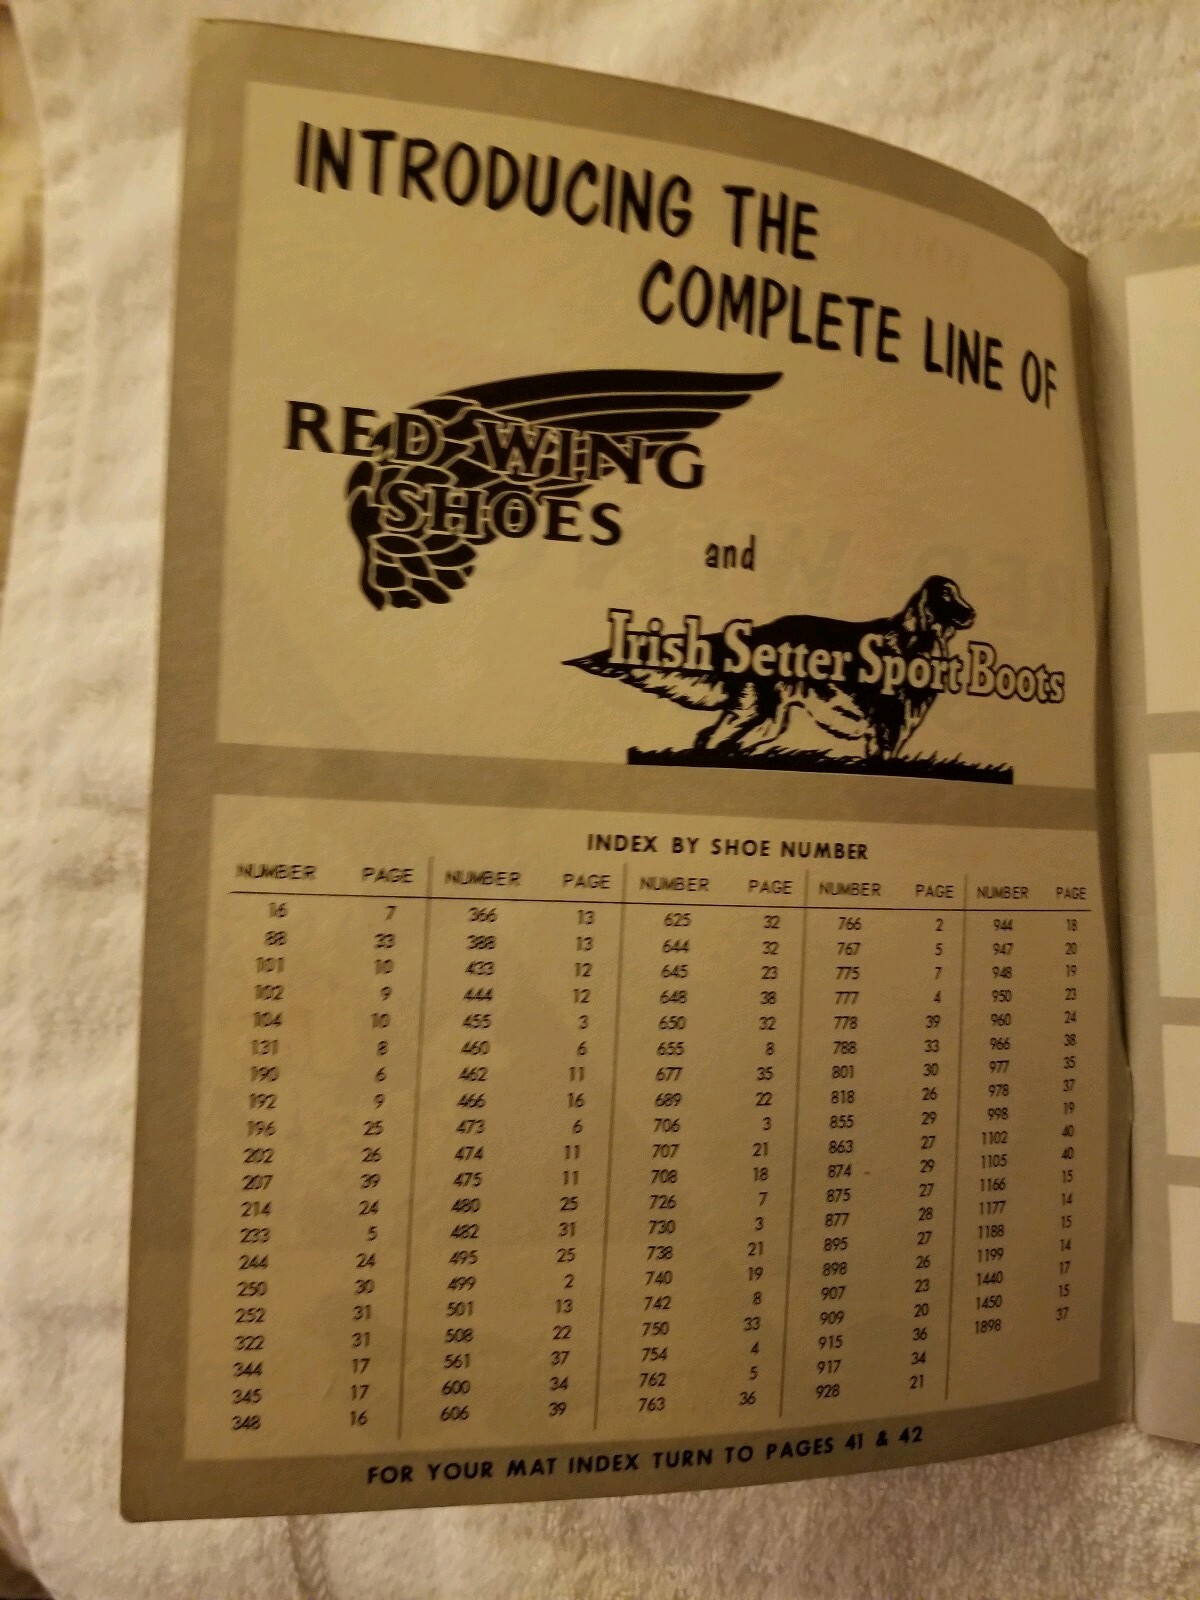 INTRODUCING THE
COMPLETE LINE OF
RED WING
SHOES
and
Irish Setter Sport Boots
INDEX BY SHOE NUMBER
NUMBER PAGE NUMBER PAGE NUMBER PAGE NUMBER PAGE NUMBER PAGE
16 7 366 13 625 32 766 2 944 18
88 33 388 13 644 32 767 5 947 20
101 10 433 12 645 23 775 7 948 19
102 9 444 12 648 38 777 4 950 23
104 10 455 3 650 32 778 39 960 24
131 8 460 6 655 8 788 33 966 38
190 6 462 11 677 35 801 30 977 35
192 9 466 16 689 22 818 26 978 37
196 25 473 6 706 3 855 29 998 19
202 26 474 11 707 21 863 27 1102 40
207 39 475 11 708 18 874 29 1105 40
214 24 480 25 726 7 875 27 1166 15
233 5 482 31 730 3 877 28 1177 14
244 24 495 25 738 21 895 27 1188 15
250 30 499 2 740 19 898 26 1199 14
252 31 501 13 742 8 907 23 1440 17
322 31 508 22 750 33 909 20 1450 15
344 17 561 37 754 4 915 36 1898 37
345 17 600 34 762 5 917 34
348 16 606 39 763 36 928 21
FOR YOUR MAT INDEX TURN TO PAGES 41 & 42